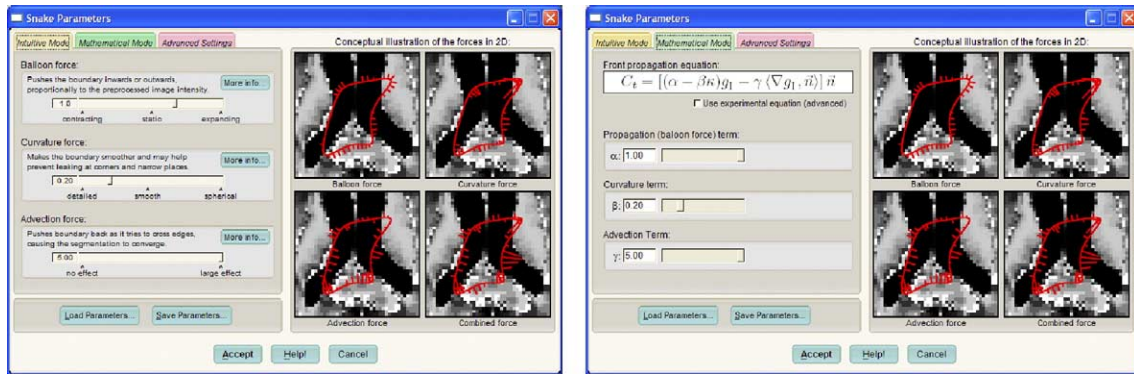 Snake Parameters
Intuitive Mode
Mathematical Mode
Advanced Settings
Balloon force:
Pushes the boundary inwards or outwards,
proportionally to the preprocessed image intensity.
More info...
1.0
contracting static expanding
Curvature force:
Makes the boundary smoother and may help
prevent leaking at corners and narrow places.
More info...
0.20
detailed smooth spherical
Advection force:
Pushes boundary back as it tries to cross edges,
causing the segmentation to converge.
More info...
5.00
no effect large effect
Load Parameters...
Save Parameters...
Conceptual illustration of the forces in 2D:
Balloon force
Curvature force
Advection force
Combined force
Accept
Help!
Cancel
Snake Parameters
Intuitive Mode
Mathematical Mode
Advanced Settings
Front propagation equation:
C_t = [(α − βκ)g_I − γ ⟨∇g_I, n⃗⟩] n⃗
Use experimental equation (advanced)
Propagation (baloon force) term:
α: 1.00
Curvature term:
β: 0.20
Advection Term:
γ: 5.00
Load Parameters...
Save Parameters...
Conceptual illustration of the forces in 2D:
Balloon force
Curvature force
Advection force
Combined force
Accept
Help!
Cancel